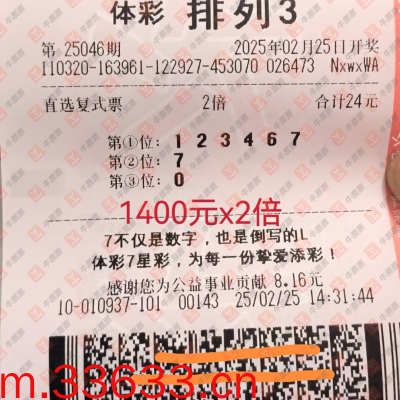 体彩 排列3
第 25046期 2025年02月25日开奖
110320-163961-122927-453070 026473 NxwxWA
直选复式票 2倍 合计24元
第①位: 1 2 3 4 6 7
第②位: 7
第③位: 0
1400元x2倍
7不仅是数字，也是倒写的L
体彩7星彩，为每一份挚爱添彩!
感谢您为公益事业贡献 8.16元
10-010937-101 00143 25/02/25 14:31:44
m.33633.cn